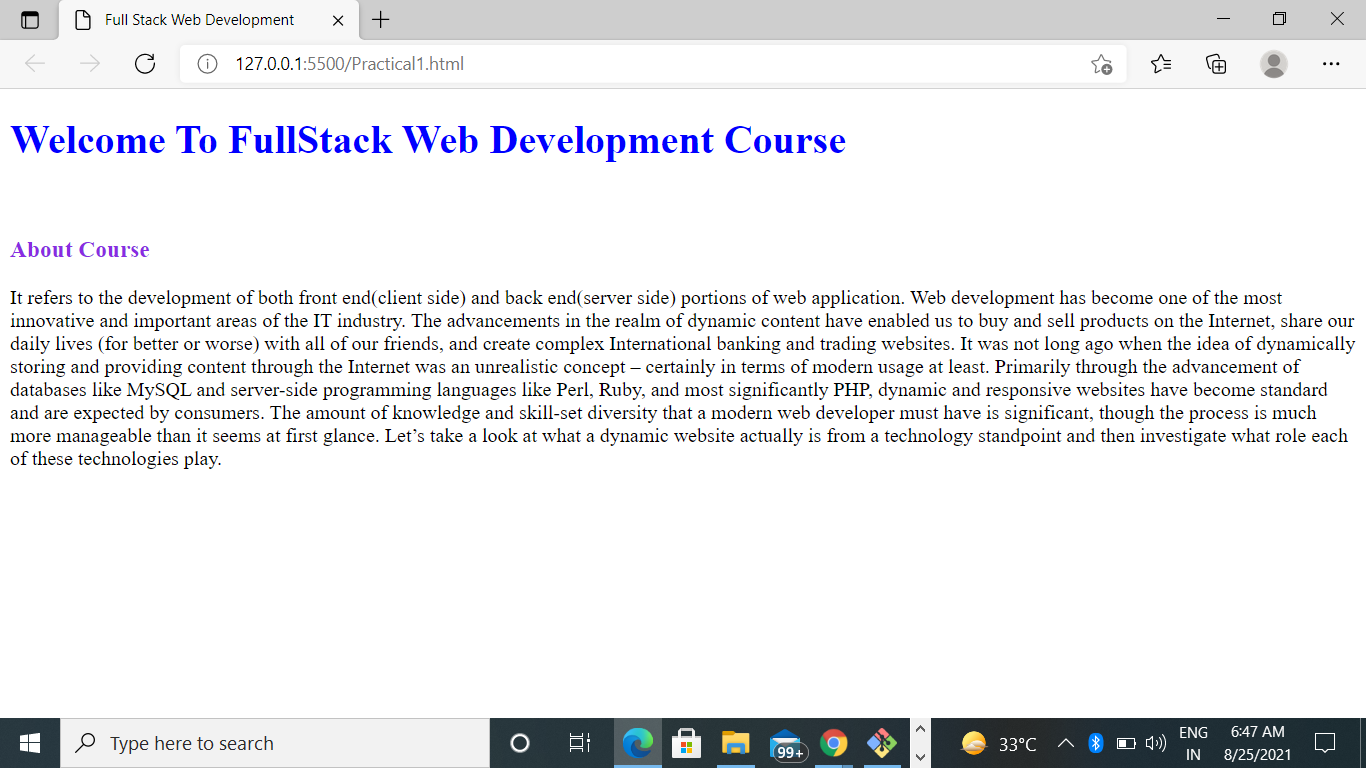 Full Stack Web Development
127.0.0.1:5500/Practical1.html
Welcome To FullStack Web Development Course
About Course
It refers to the development of both front end(client side) and back end(server side) portions of web application. Web development has become one of the most
innovative and important areas of the IT industry. The advancements in the realm of dynamic content have enabled us to buy and sell products on the Internet, share our
daily lives (for better or worse) with all of our friends, and create complex International banking and trading websites. It was not long ago when the idea of dynamically
storing and providing content through the Internet was an unrealistic concept – certainly in terms of modern usage at least. Primarily through the advancement of
databases like MySQL and server-side programming languages like Perl, Ruby, and most significantly PHP, dynamic and responsive websites have become standard
and are expected by consumers. The amount of knowledge and skill-set diversity that a modern web developer must have is significant, though the process is much
more manageable than it seems at first glance. Let’s take a look at what a dynamic website actually is from a technology standpoint and then investigate what role each
of these technologies play.
Type here to search
99+
33°C
ENG
IN
6:47 AM
8/25/2021